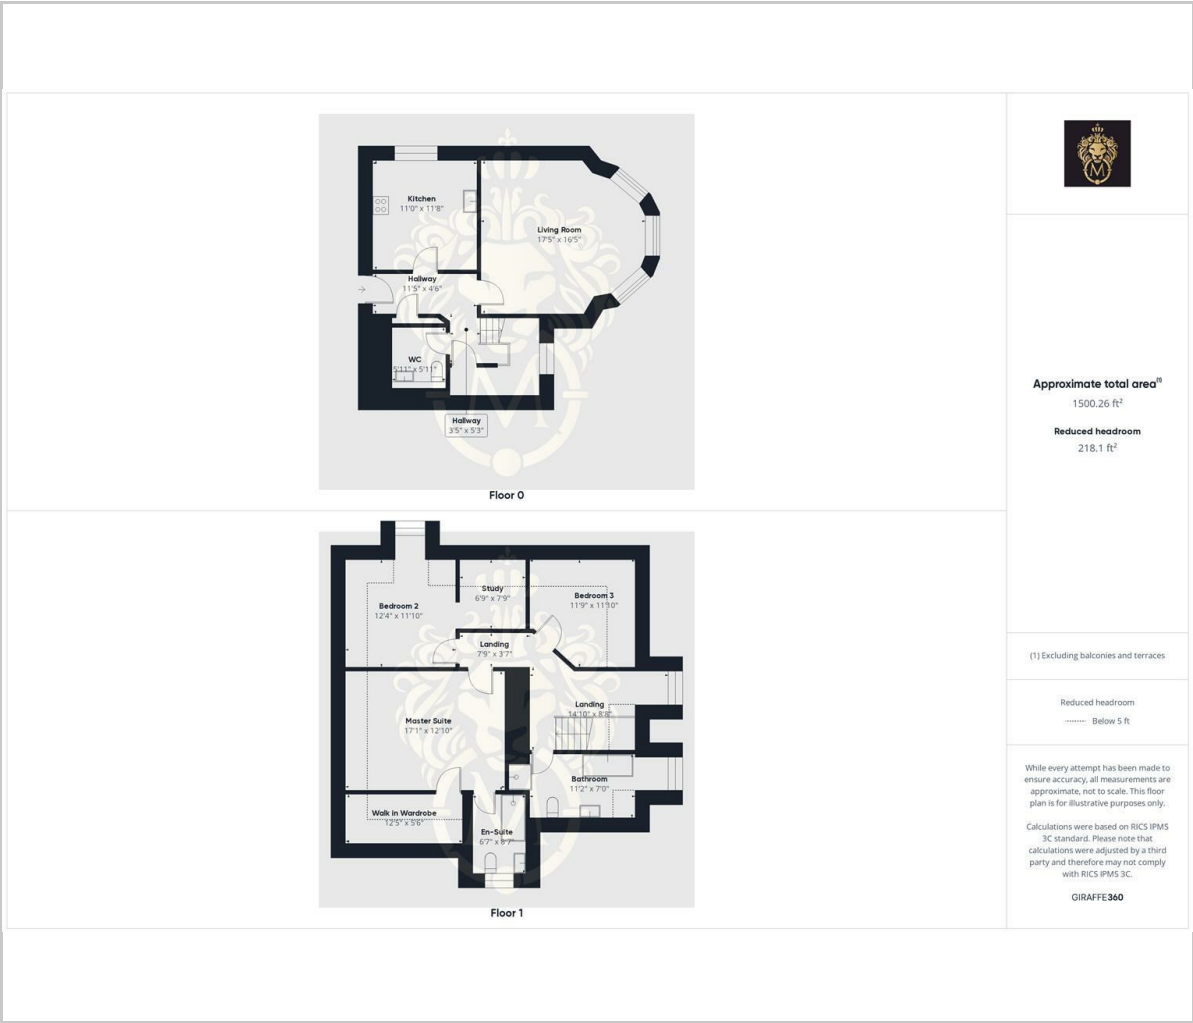 Kitchen
11'0" x 11'8"
Living Room
17'5" x 16'5"
Hallway
11'5" x 4'6"
WC
5'11" x 5'11"
Hallway
3'5" x 5'3"
Floor 0
Study
6'9" x 7'9"
Bedroom 2
12'4" x 11'10"
Bedroom 3
11'9" x 11'10"
Landing
7'9" x 3'7"
Landing
14'10" x 8'8"
Master Suite
17'1" x 12'10"
Bathroom
11'2" x 7'0"
Walk in Wardrobe
12'5" x 5'6"
En-Suite
6'7" x 8'7"
Floor 1
M
Approximate total area(1)
1500.26 ft²
Reduced headroom
218.1 ft²
(1) Excluding balconies and terraces
Reduced headroom
Below 5 ft
While every attempt has been made to
ensure accuracy, all measurements are
approximate, not to scale. This floor
plan is for illustrative purposes only.
Calculations were based on RICS IPMS
3C standard. Please note that
calculations were adjusted by a third
party and therefore may not comply
with RICS IPMS 3C.
GIRAFFE360